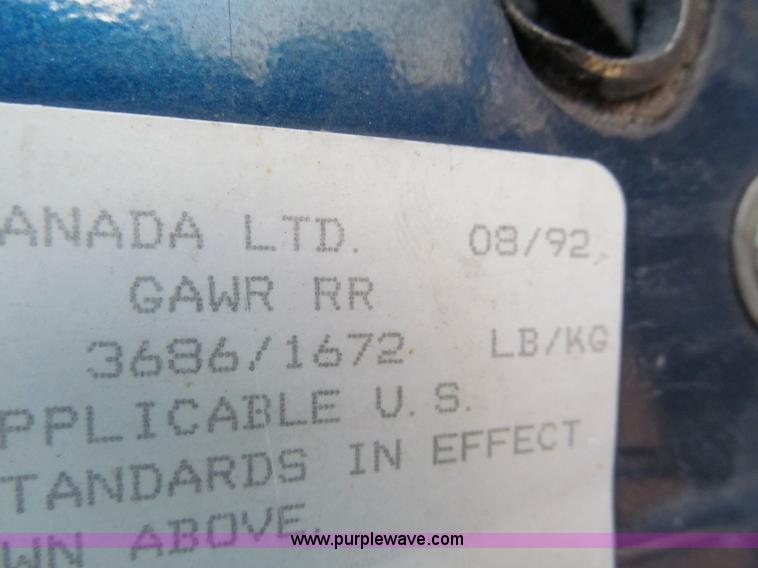 ANADA LTD. 08/92,
GAWR RR
3686/1672 LB/KG
PPLICABLE U.S.
TANDARDS IN EFFECT
WN ABOVE.
www.purplewave.com